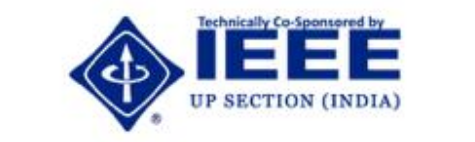 Technically Co-Sponsored by
IEEE
UP SECTION (INDIA)
®